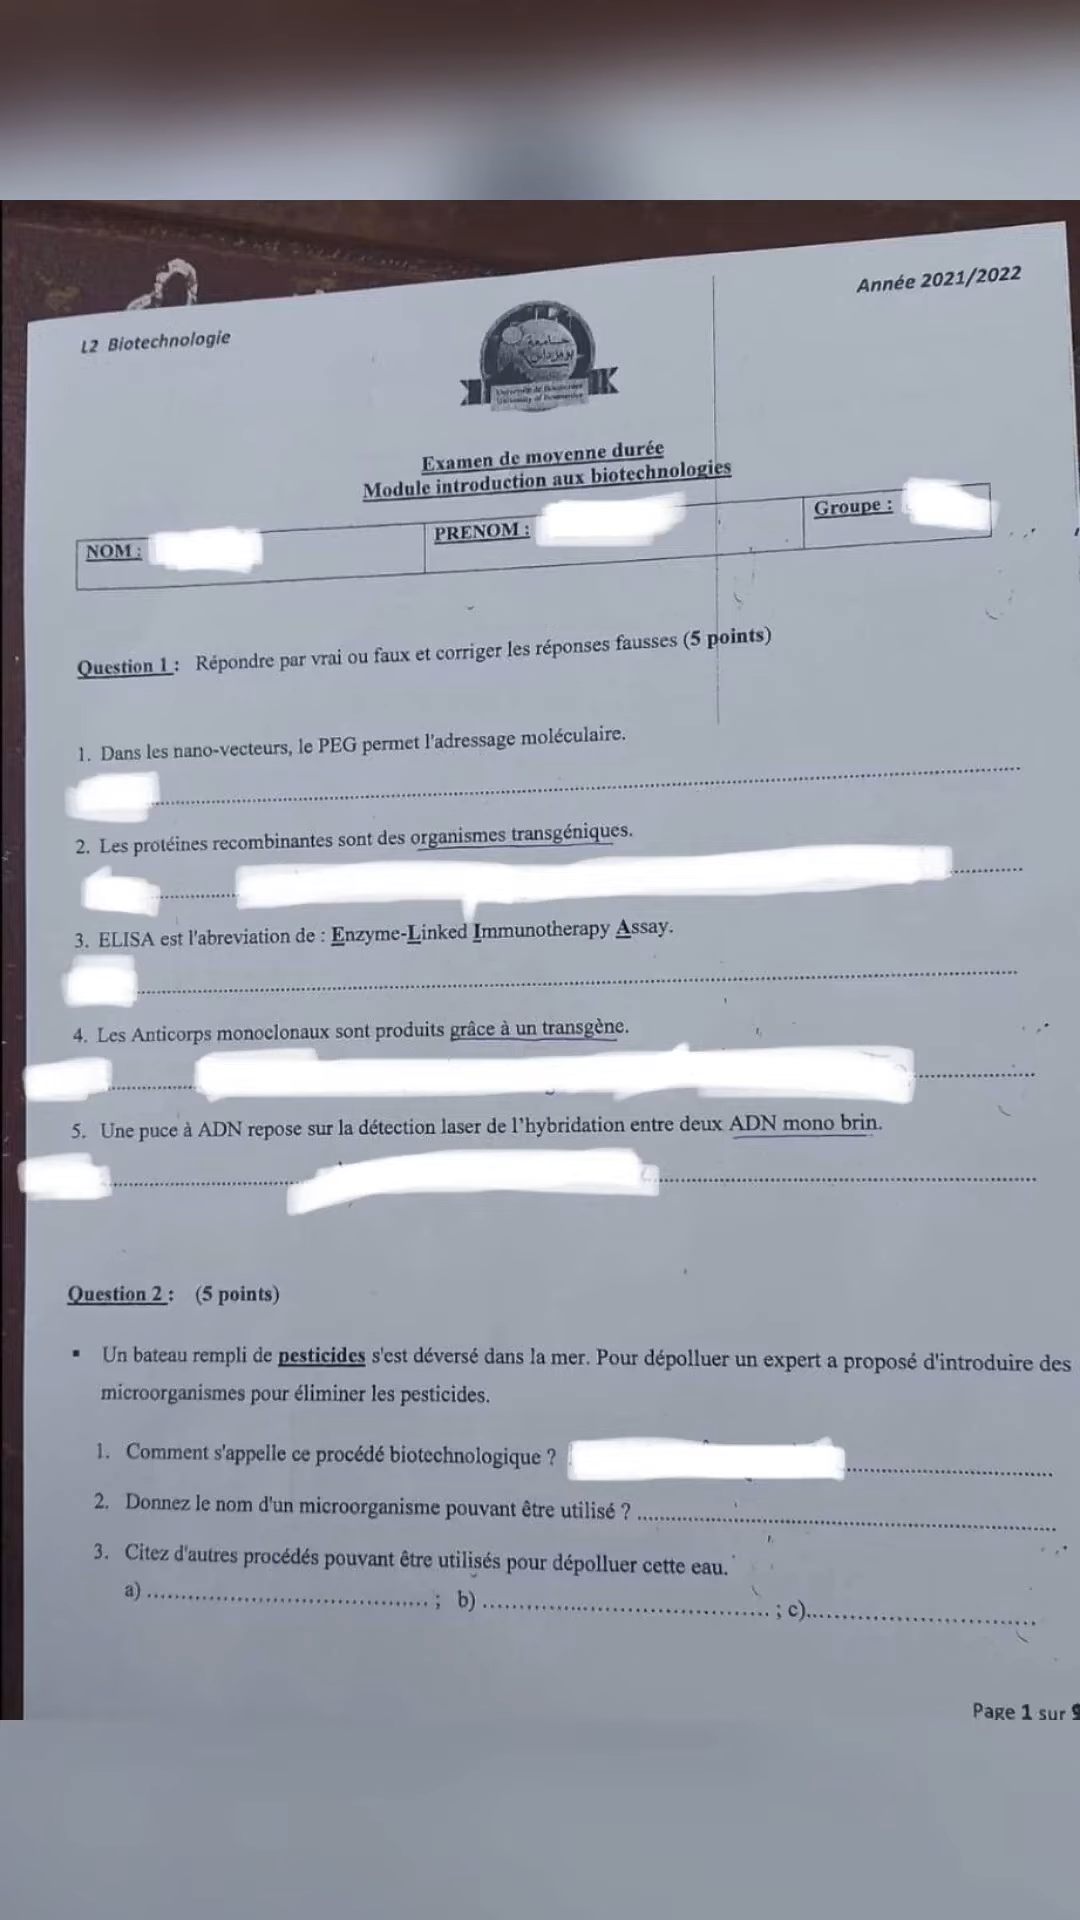 L2 Biotechnologie
Année 2021/2022
جامعة
بومرداس
Examen de moyenne durée
Module introduction aux biotechnologies
NOM :
PRENOM :
Groupe :
Question 1 : Répondre par vrai ou faux et corriger les réponses fausses (5 points)
1. Dans les nano-vecteurs, le PEG permet l'adressage moléculaire.
2. Les protéines recombinantes sont des organismes transgéniques.
3. ELISA est l'abreviation de : Enzyme-Linked Immunotherapy Assay.
4. Les Anticorps monoclonaux sont produits grâce à un transgène.
5. Une puce à ADN repose sur la détection laser de l'hybridation entre deux ADN mono brin.
Question 2 : (5 points)
▪ Un bateau rempli de pesticides s'est déversé dans la mer. Pour dépolluer un expert a proposé d'introduire des
microorganismes pour éliminer les pesticides.
1. Comment s'appelle ce procédé biotechnologique ? ..............................
2. Donnez le nom d'un microorganisme pouvant être utilisé ? ..............................
3. Citez d'autres procédés pouvant être utilisés pour dépolluer cette eau.
a) .............................. ; b) .............................. ; c)..............................
Page 1 sur 9